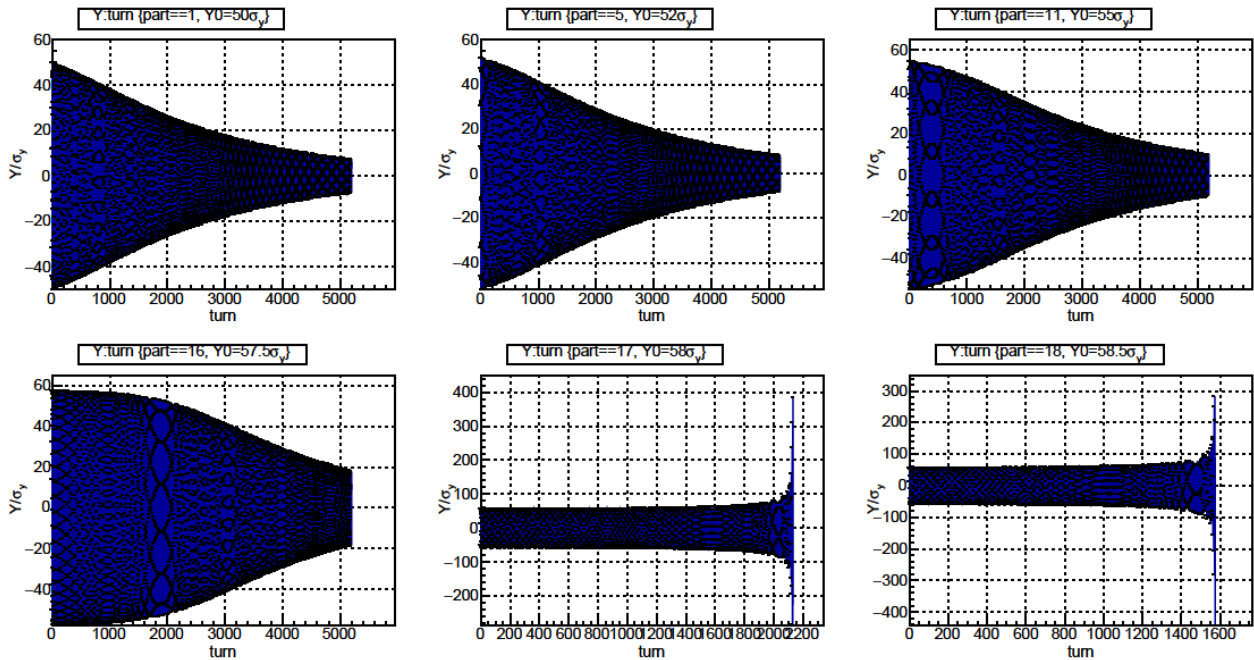 Y:turn {part==1, Y0=50σy}
60
40
20
0
−20
−40
0 1000 2000 3000 4000 5000
turn
Y/σy
Y:turn {part==5, Y0=52σy}
60
40
20
0
−20
−40
0 1000 2000 3000 4000 5000
turn
Y/σy
Y:turn {part==11, Y0=55σy}
60
40
20
0
−20
−40
0 1000 2000 3000 4000 5000
turn
Y/σy
Y:turn {part==16, Y0=57.5σy}
60
40
20
0
−20
−40
0 1000 2000 3000 4000 5000
turn
Y/σy
Y:turn {part==17, Y0=58σy}
400
300
200
100
0
−100
−200
0 200 400 600 800 1000 1200 1400 1600 1800 2000 2200
turn
Y/σy
Y:turn {part==18, Y0=58.5σy}
300
200
100
0
−100
−200
−300
−400
0 200 400 600 800 1000 1200 1400 1600
turn
Y/σy